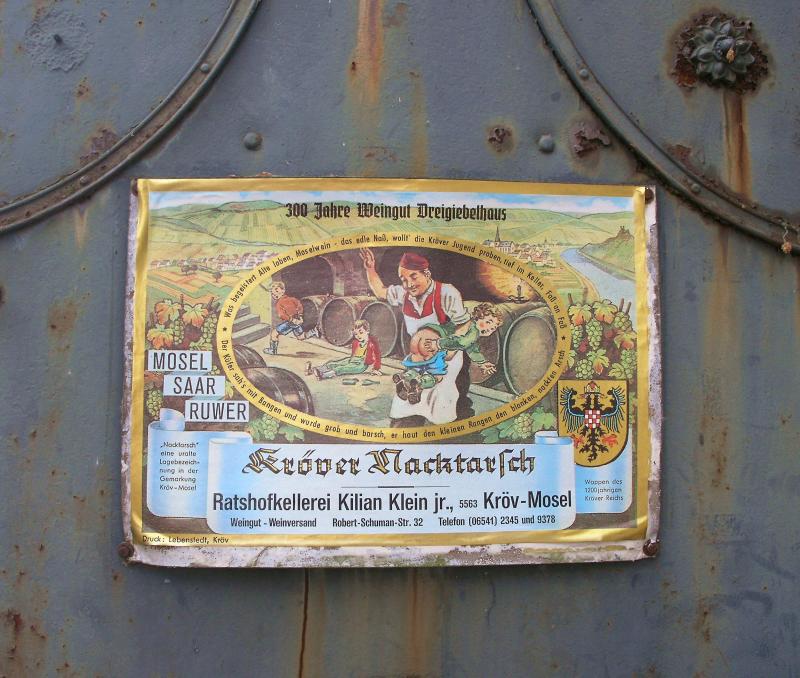 300 Jahre Weingut Dreigiebelhaus
Was begeistert Alte loben, Moselwein - das edle Naß, wollt' die Kröver Jugend proben, tief im Keller, Faß an Faß
★ Der Küfer sah's mit Bangen und wurde grob und barsch, er haut den kleinen Rangen den blanken, nackten Arsch ★
MOSEL
SAAR
RUWER
„Nacktarsch"
eine uralte
Lagebezeich-
nung in der
Gemarkung
Kröv-Mosel
Kröver Nacktarsch
Ratshofkellerei Kilian Klein jr., 5563 Kröv-Mosel
Weingut - Weinversand Robert-Schuman-Str. 32 Telefon (06541) 2345 und 9378
Wappen des
1200jährigen
Kröver Reichs
Druck: Lebenstedt, Kröv